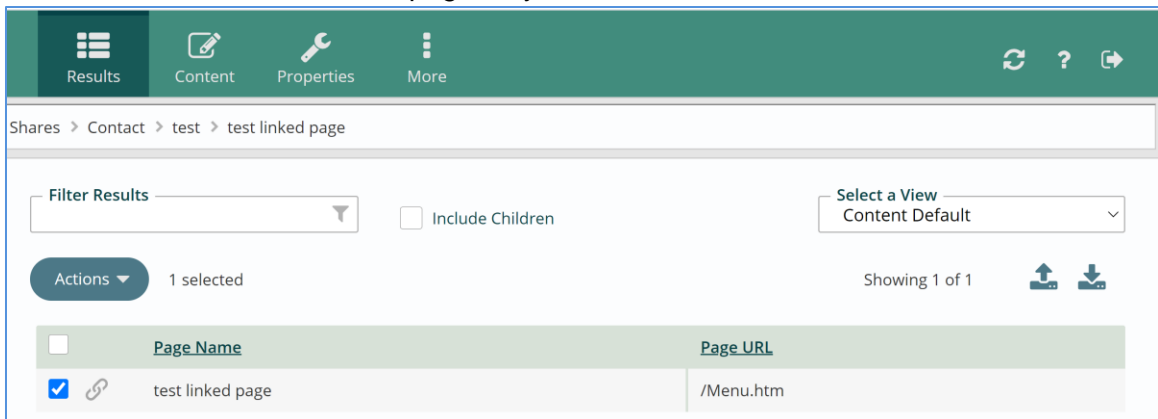 Results Content Properties More ?
Shares > Contact > test > test linked page
Filter Results
Include Children
Select a View
Content Default
Actions 1 selected Showing 1 of 1
Page Name Page URL
test linked page /Menu.htm